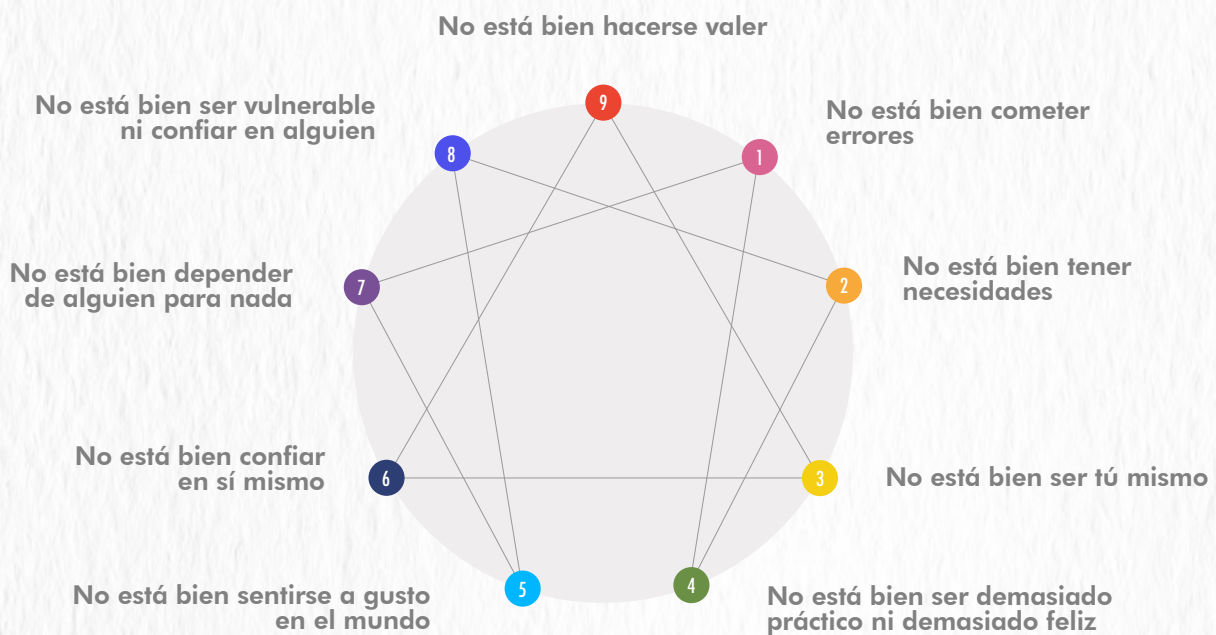 No está bien hacerse valer
9
No está bien ser vulnerable
ni confiar en alguien
8
No está bien cometer
errores
1
No está bien depender
de alguien para nada
7
No está bien tener
necesidades
2
No está bien confiar
en sí mismo
6
No está bien ser tú mismo
3
No está bien sentirse a gusto
en el mundo
5
No está bien ser demasiado
práctico ni demasiado feliz
4